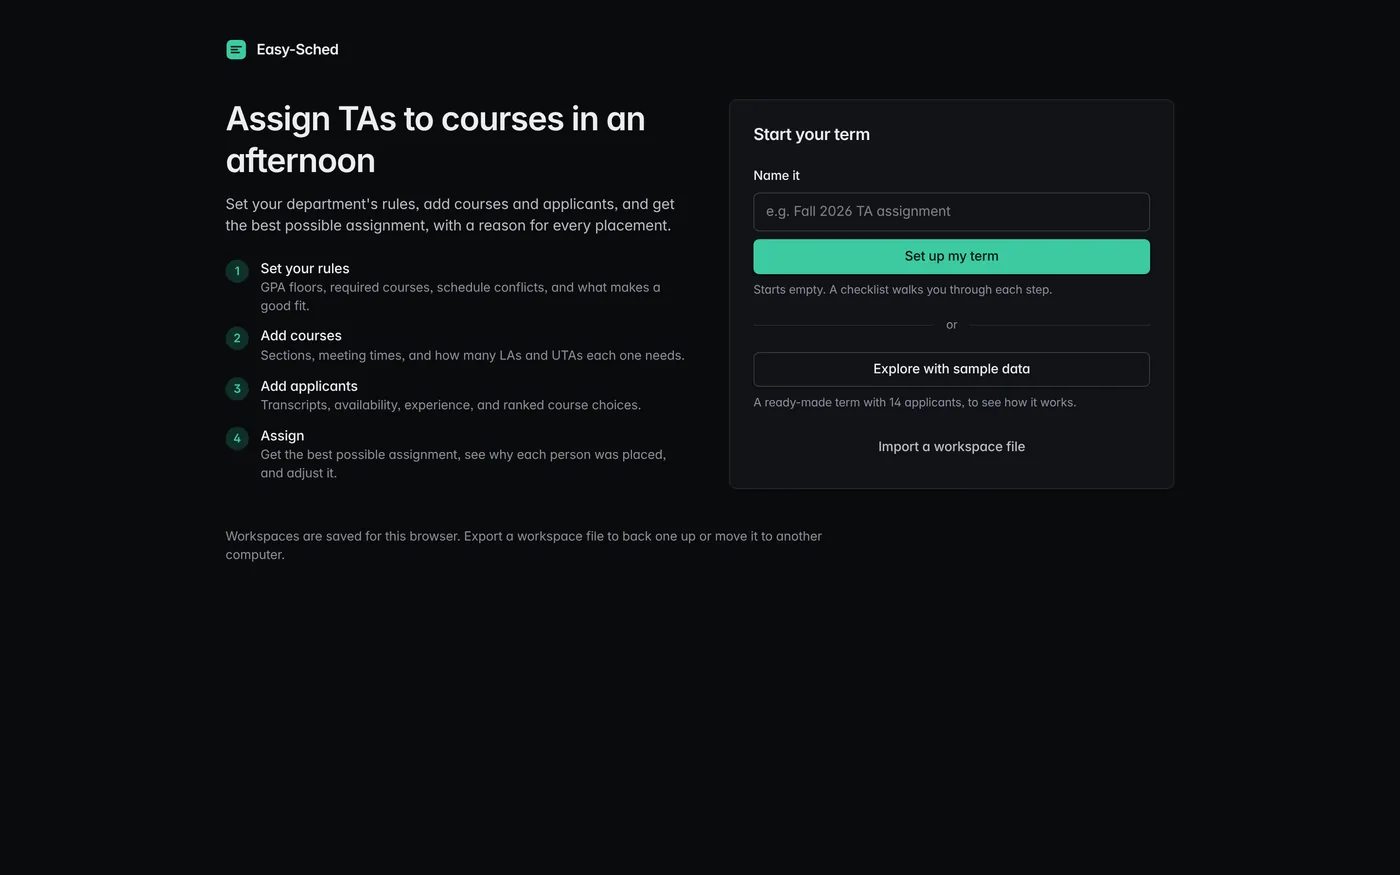 Easy-Sched
Assign TAs to courses in an
afternoon
Set your department's rules, add courses and applicants, and get
the best possible assignment, with a reason for every placement.
1
Set your rules
GPA floors, required courses, schedule conflicts, and what makes a
good fit.
2
Add courses
Sections, meeting times, and how many LAs and UTAs each one needs.
3
Add applicants
Transcripts, availability, experience, and ranked course choices.
4
Assign
Get the best possible assignment, see why each person was placed,
and adjust it.
Start your term
Name it
e.g. Fall 2026 TA assignment
Set up my term
Starts empty. A checklist walks you through each step.
or
Explore with sample data
A ready-made term with 14 applicants, to see how it works.
Import a workspace file
Workspaces are saved for this browser. Export a workspace file to back one up or move it to another
computer.